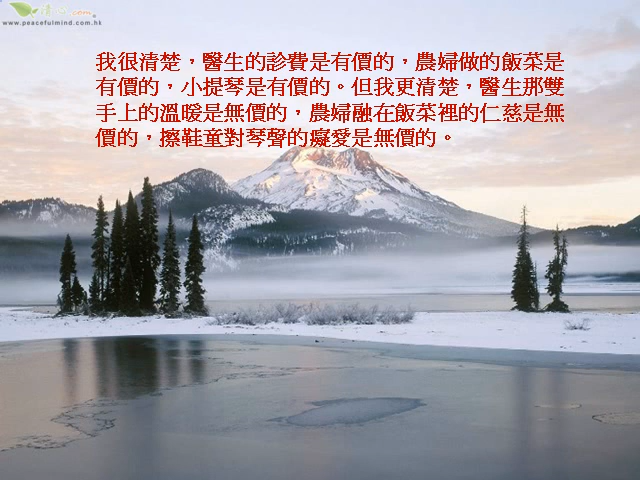 清心.com
www.peacefulmind.com.hk
我很清楚，醫生的診費是有價的，農婦做的飯菜是
有價的，小提琴是有價的。但我更清楚，醫生那雙
手上的溫暖是無價的，農婦融在飯菜裡的仁慈是無
價的，擦鞋童對琴聲的癡愛是無價的。